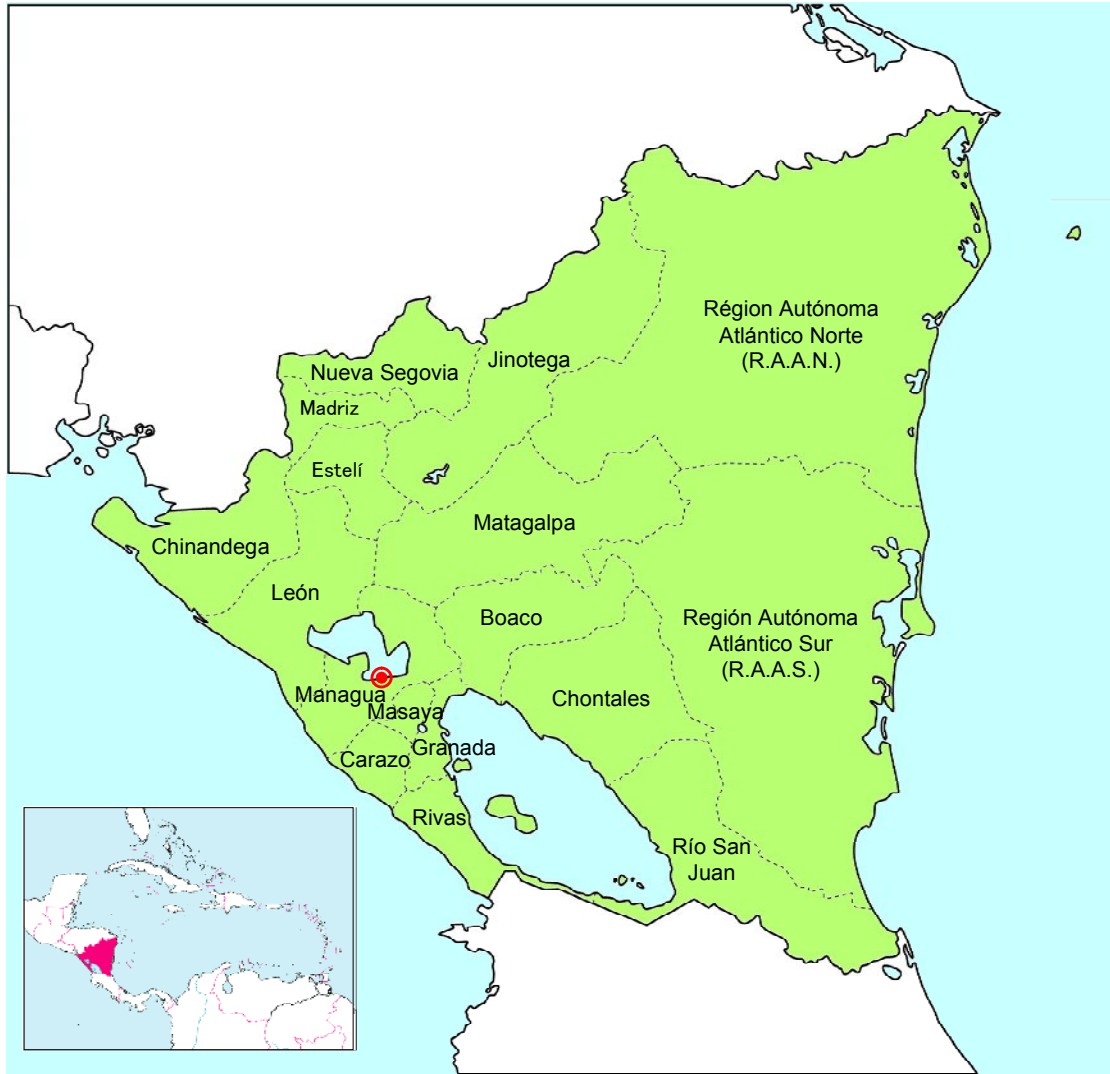 Région Autónoma
Atlántico Norte
(R.A.A.N.)
Jinotega
Nueva Segovia
Madriz
Estelí
Matagalpa
Chinandega
León
Boaco
Región Autónoma
Atlántico Sur
(R.A.A.S.)
Managua
Masaya
Chontales
Granada
Carazo
Rivas
Río San
Juan